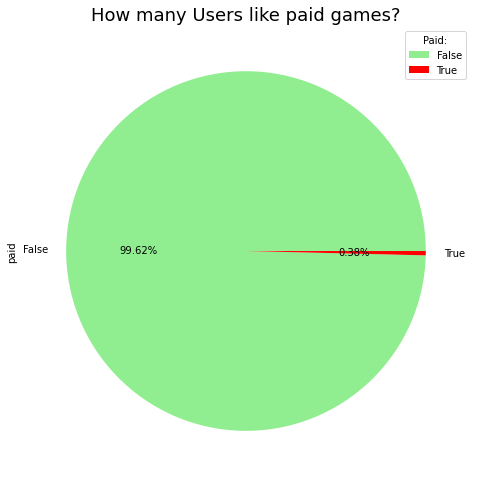 How many Users like paid games?
Paid:
False
True
99.62%
0.38%
False
True
paid